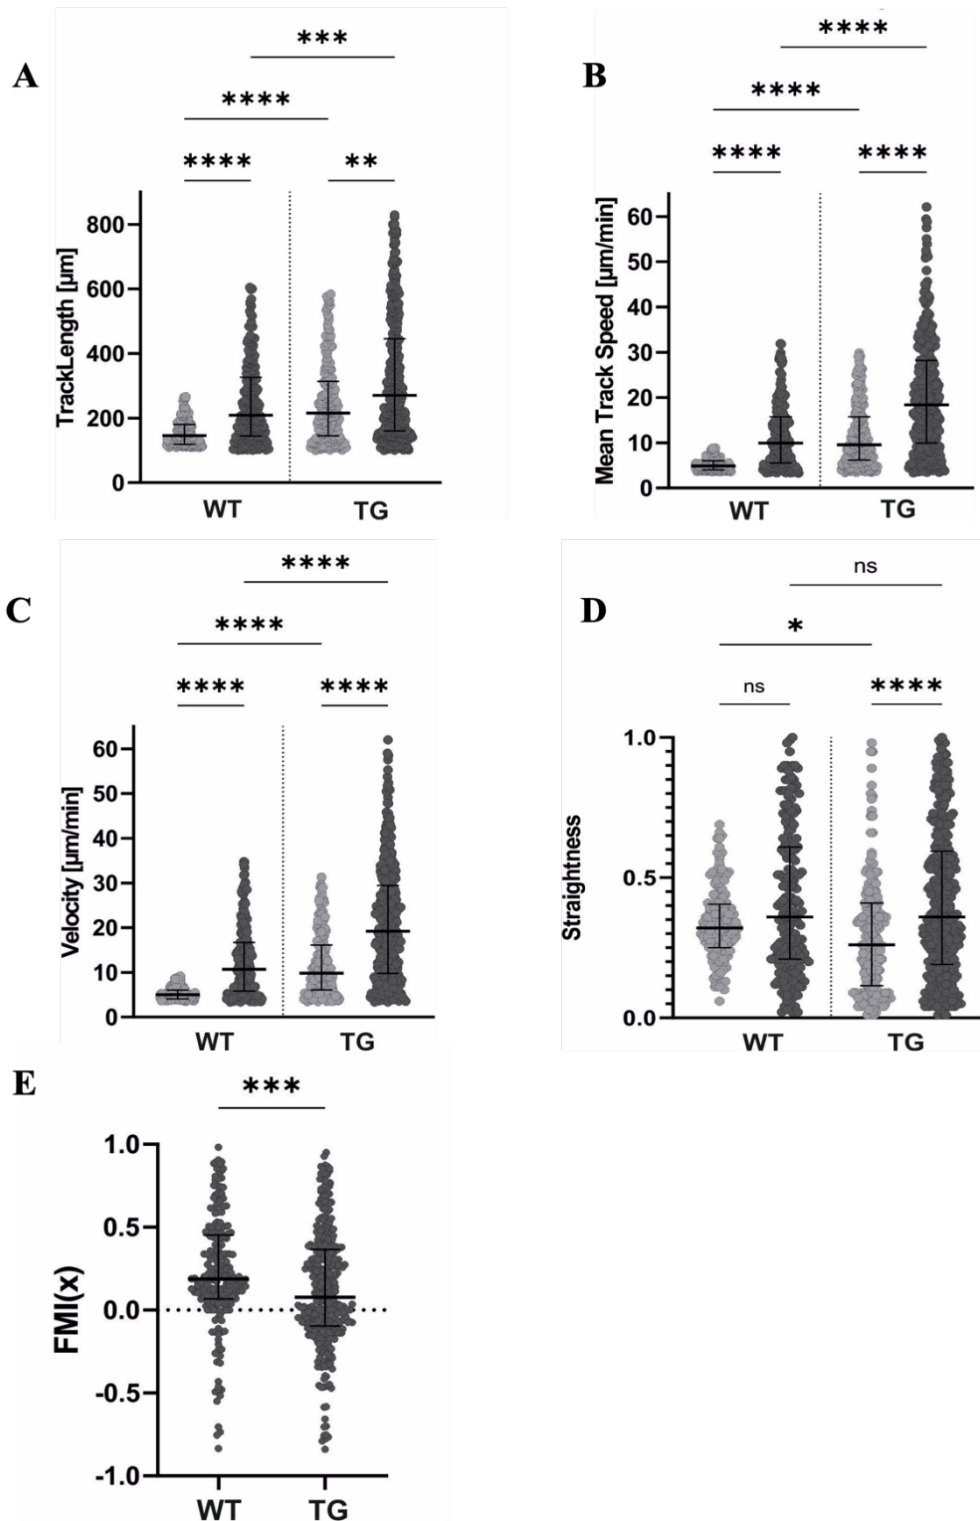 A
***
****
****
**
TrackLength [µm]
800
600
400
200
0
WT
TG
B
****
****
****
****
Mean Track Speed [µm/min]
60
50
40
30
20
10
0
WT
TG
C
****
****
****
****
Velocity [µm/min]
60
50
40
30
20
10
0
WT
TG
D
ns
*
ns
****
Straightness
1.0
0.5
0.0
WT
TG
E
***
FMI(x)
1.0
0.5
0.0
-0.5
-1.0
WT
TG